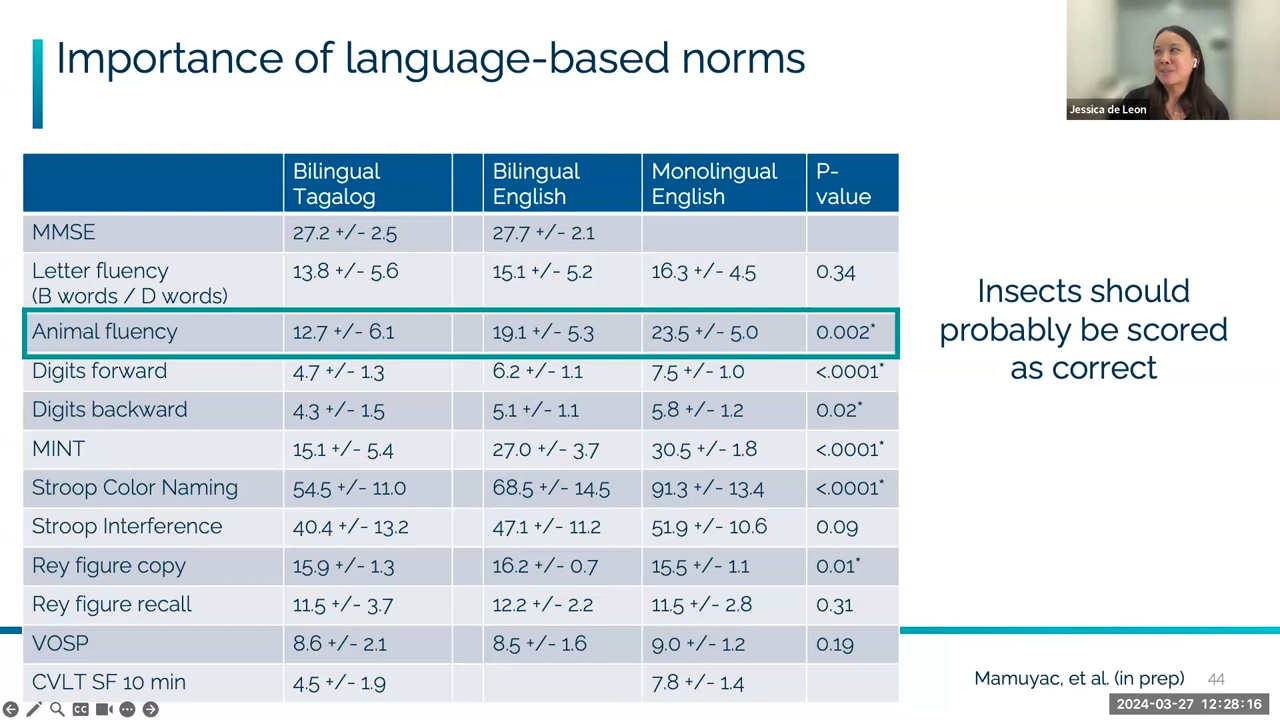 Importance of language-based norms
Jessica de Leon
Bilingual Tagalog Bilingual English Monolingual English P-value
MMSE 27.2 +/- 2.5 27.7 +/- 2.1
Letter fluency (B words / D words) 13.8 +/- 5.6 15.1 +/- 5.2 16.3 +/- 4.5 0.34
Animal fluency 12.7 +/- 6.1 19.1 +/- 5.3 23.5 +/- 5.0 0.002*
Digits forward 4.7 +/- 1.3 6.2 +/- 1.1 7.5 +/- 1.0 <.0001*
Digits backward 4.3 +/- 1.5 5.1 +/- 1.1 5.8 +/- 1.2 0.02*
MINT 15.1 +/- 5.4 27.0 +/- 3.7 30.5 +/- 1.8 <.0001*
Stroop Color Naming 54.5 +/- 11.0 68.5 +/- 14.5 91.3 +/- 13.4 <.0001*
Stroop Interference 40.4 +/- 13.2 47.1 +/- 11.2 51.9 +/- 10.6 0.09
Rey figure copy 15.9 +/- 1.3 16.2 +/- 0.7 15.5 +/- 1.1 0.01*
Rey figure recall 11.5 +/- 3.7 12.2 +/- 2.2 11.5 +/- 2.8 0.31
VOSP 8.6 +/- 2.1 8.5 +/- 1.6 9.0 +/- 1.2 0.19
CVLT SF 10 min 4.5 +/- 1.9 7.8 +/- 1.4
Insects should
probably be scored
as correct
Mamuyac, et al. (in prep) 44
CC
2024-03-27 12:28:16